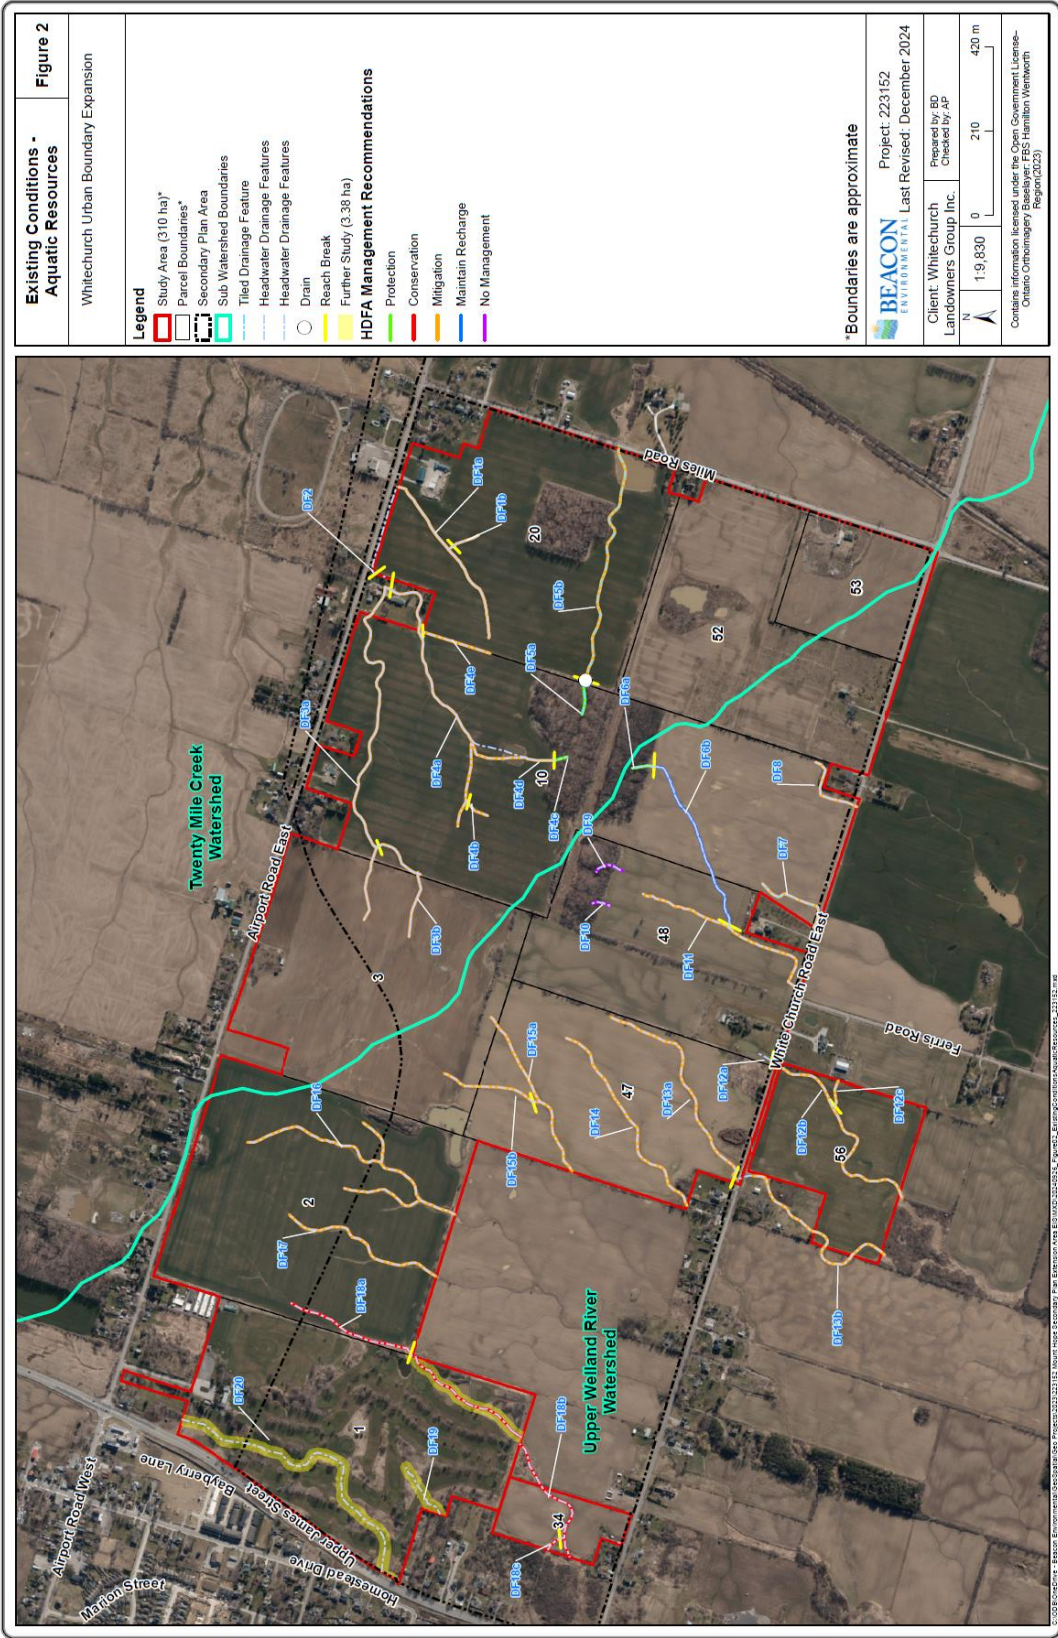 Existing Conditions -
Aquatic Resources
Figure 2
Whitechurch Urban Boundary Expansion
Legend
Study Area (310 ha)*
Parcel Boundaries*
Secondary Plan Area
Sub Watershed Boundaries
Tiled Drainage Feature
Headwater Drainage Features
Headwater Drainage Features
Drain
Reach Break
Further Study (3.38 ha)
HDFA Management Recommendations
Protection
Conservation
Mitigation
Maintain Recharge
No Management
*Boundaries are approximate
BEACON
ENVIRONMENTAL
Project: 223152
Last Revised: December 2024
Client: Whitechurch
Landowners Group Inc.
Prepared by: BD
Checked by: AP
N
1:9,830
0 210 420 m
Contains information licensed under the Open Government License–
Ontario Orthoimagery Baselayer: FBS Hamilton Wentworth
Region(2023)
Airport Road West
Marion Street
Homestead Drive
Upper James Street
Bayberry Lane
Airport Road East
Twenty Mile Creek
Watershed
Upper Welland River
Watershed
White Church Road East
Ferris Road
Miles Road
DF1a
DF1b
DF2
DF3a
DF3b
DF4a
DF4b
DF4c
DF4d
DF4e
DF5a
DF5b
DF6a
DF6b
DF7
DF8
DF9
DF10
DF11
DF12a
DF12b
DF12c
DF13a
DF13b
DF14
DF15a
DF15b
DF16
DF17
DF18a
DF18b
DF18c
DF19
DF20
1
2
3
10
20
34
47
48
52
53
56